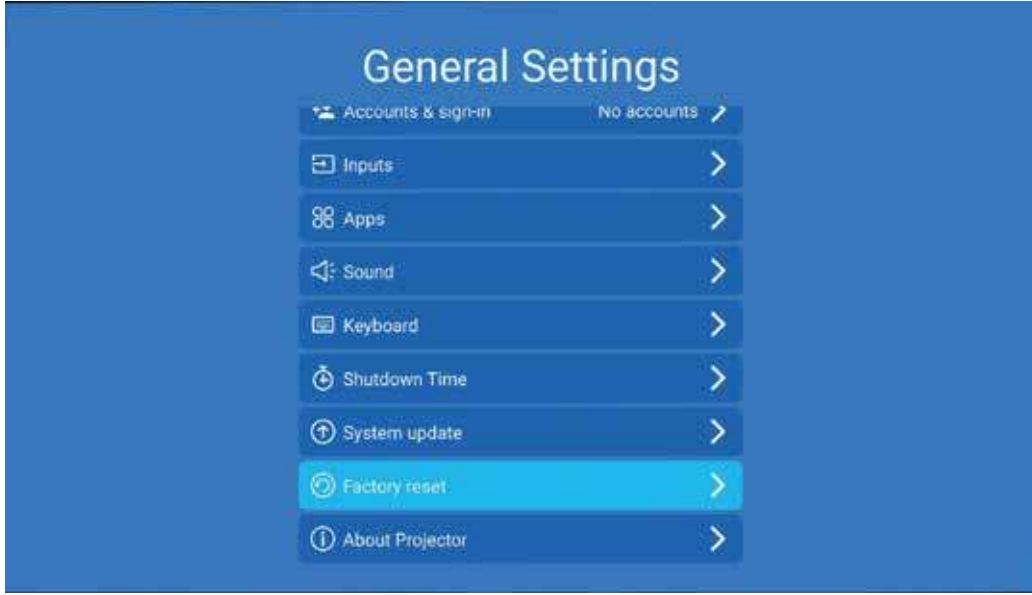 General Settings
Accounts & sign-in No accounts
Inputs
Apps
Sound
Keyboard
Shutdown Time
System update
Factory reset
About Projector